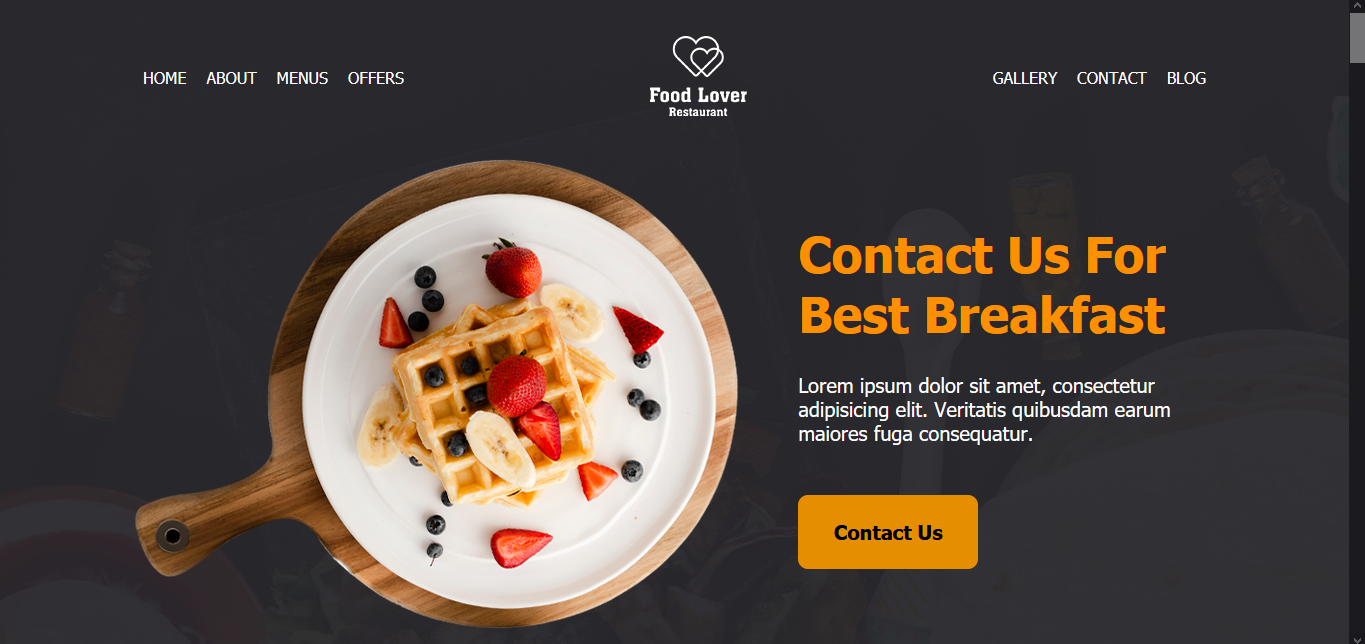 HOME ABOUT MENUS OFFERS
Food Lover
Restaurant
GALLERY CONTACT BLOG
Contact Us For
Best Breakfast
Lorem ipsum dolor sit amet, consectetur
adipisicing elit. Veritatis quibusdam earum
maiores fuga consequatur.
Contact Us